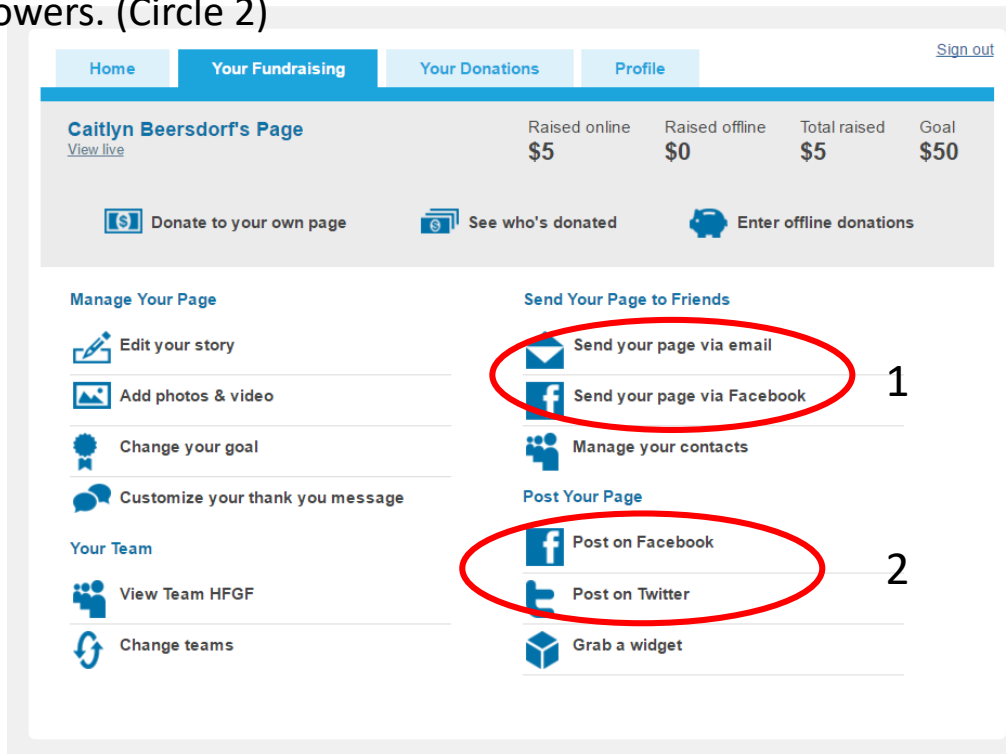 owers. (Circle 2)
Sign out
Home Your Fundraising Your Donations Profile
Caitlyn Beersdorf's Page
View live
Raised online Raised offline Total raised Goal
$5 $0 $5 $50
Donate to your own page See who's donated Enter offline donations
Manage Your Page
Edit your story
Add photos & video
Change your goal
Customize your thank you message
Your Team
View Team HFGF
Change teams
Send Your Page to Friends
Send your page via email
Send your page via Facebook
1
Manage your contacts
Post Your Page
Post on Facebook
2
Post on Twitter
Grab a widget